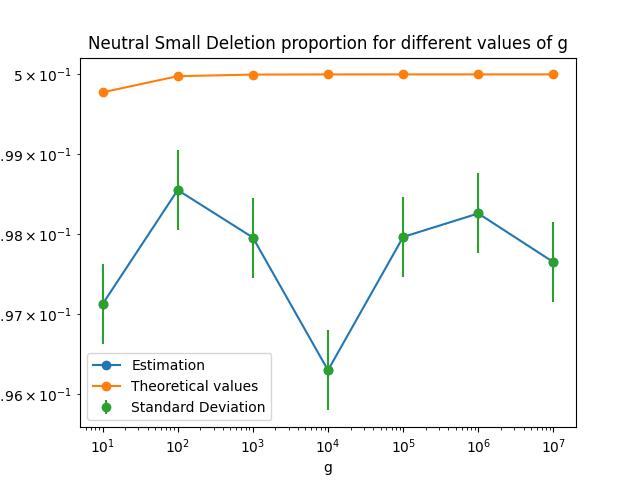 Neutral Small Deletion proportion for different values of g
5 × 10⁻¹
.99 × 10⁻¹
.98 × 10⁻¹
.97 × 10⁻¹
.96 × 10⁻¹
Estimation
Theoretical values
Standard Deviation
10¹ 10² 10³ 10⁴ 10⁵ 10⁶ 10⁷
g